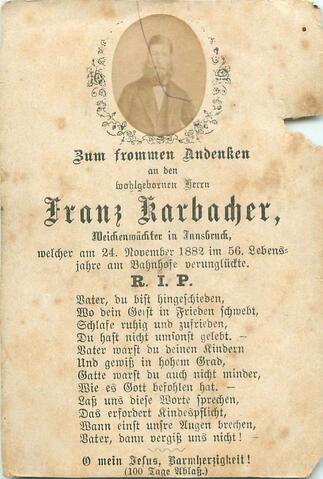 Zum frommen Andenken
an den
wohlgebornen Herrn
Franz Karbacher,
Weichenwächter in Innsbruck,
welcher am 24. November 1882 im 56. Lebens-
jahre am Bahnhofe verunglückte.
R. I. P.
Vater, du bist hingeschieden,
Wo dein Geist in Frieden schwebt,
Schlafe ruhig und zufrieden,
Du hast nicht umsonst gelebt. —
Vater warst du deinen Kindern
Und gewiß in hohem Grad,
Gatte warst du auch nicht minder,
Wie es Gott befohlen hat. —
Laß uns diese Worte sprechen,
Das erfordert Kindespflicht,
Wann einst unsre Augen brechen,
Vater, dann vergiß uns nicht! —
O mein Jesus, Barmherzigkeit!
(100 Tage Ablaß.)